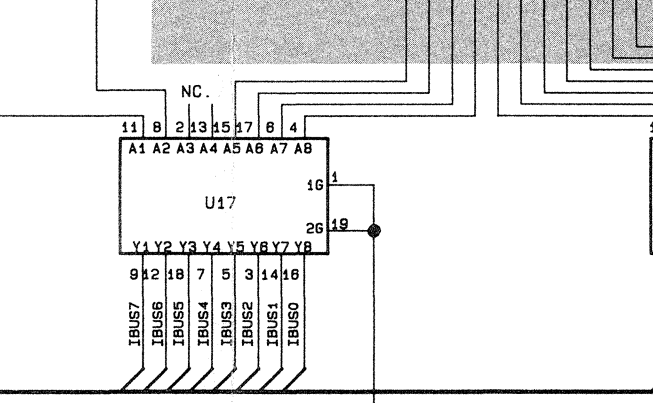 NC.
11 8 2 13 15 17 6 4
A1 A2 A3 A4 A5 A6 A7 A8
1G 1
U17
2G 19
Y1 Y2 Y3 Y4 Y5 Y6 Y7 Y8
9 12 18 7 5 3 14 16
IBUS7 IBUS6 IBUS5 IBUS4 IBUS3 IBUS2 IBUS1 IBUS0